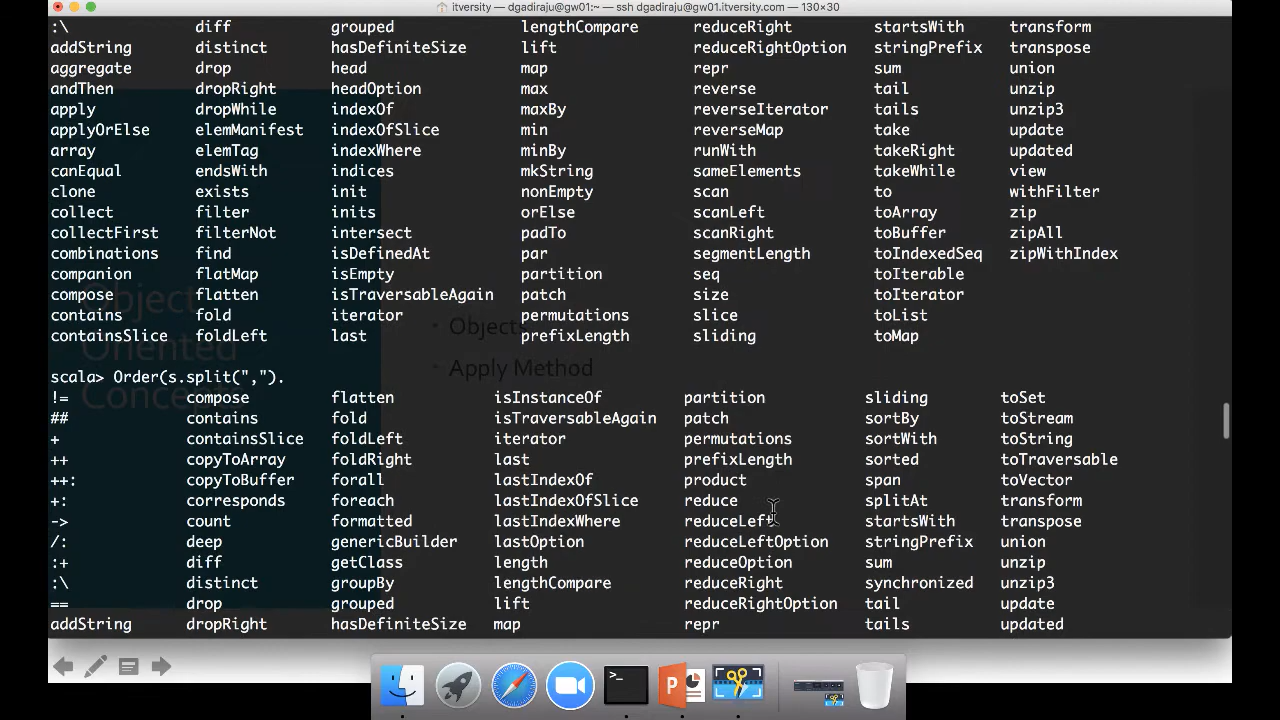 itversity — dgadiraju@gw01:~ — ssh dgadiraju@gw01.itversity.com — 130×30
:\ diff grouped lengthCompare reduceRight startsWith transform
addString distinct hasDefiniteSize lift reduceRightOption stringPrefix transpose
aggregate drop head map repr sum union
andThen dropRight headOption max reverse tail unzip
apply dropWhile indexOf maxBy reverseIterator tails unzip3
applyOrElse elemManifest indexOfSlice min reverseMap take update
array elemTag indexWhere minBy runWith takeRight updated
canEqual endsWith indices mkString sameElements takeWhile view
clone exists init nonEmpty scan to withFilter
collect filter inits orElse scanLeft toArray zip
collectFirst filterNot intersect padTo scanRight toBuffer zipAll
combinations find isDefinedAt par segmentLength toIndexedSeq zipWithIndex
companion flatMap isEmpty partition seq toIterable
compose flatten isTraversableAgain patch size toIterator
contains fold iterator permutations slice toList
containsSlice foldLeft last prefixLength sliding toMap
scala> Order(s.split(",").
!= compose flatten isInstanceOf partition sliding toSet
## contains fold isTraversableAgain patch sortBy toStream
+ containsSlice foldLeft iterator permutations sortWith toString
++ copyToArray foldRight last prefixLength sorted toTraversable
++: copyToBuffer forall lastIndexOf product span toVector
+: corresponds foreach lastIndexOfSlice reduce splitAt transform
-> count formatted lastIndexWhere reduceLeft startsWith transpose
/: deep genericBuilder lastOption reduceLeftOption stringPrefix union
:+ diff getClass length reduceOption sum unzip
:\ distinct groupBy lengthCompare reduceRight synchronized unzip3
== drop grouped lift reduceRightOption tail update
addString dropRight hasDefiniteSize map repr tails updated
Object
Oriented
Concepts
• Objects
• Apply Method